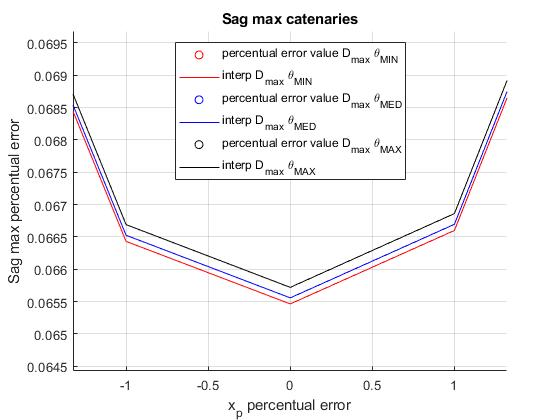 Sag max catenaries
percentual error value D_max θ_MIN
interp D_max θ_MIN
percentual error value D_max θ_MED
interp D_max θ_MED
percentual error value D_max θ_MAX
interp D_max θ_MAX
Sag max percentual error
0.0695
0.069
0.0685
0.068
0.0675
0.067
0.0665
0.066
0.0655
0.065
0.0645
-1 -0.5 0 0.5 1
x_p percentual error